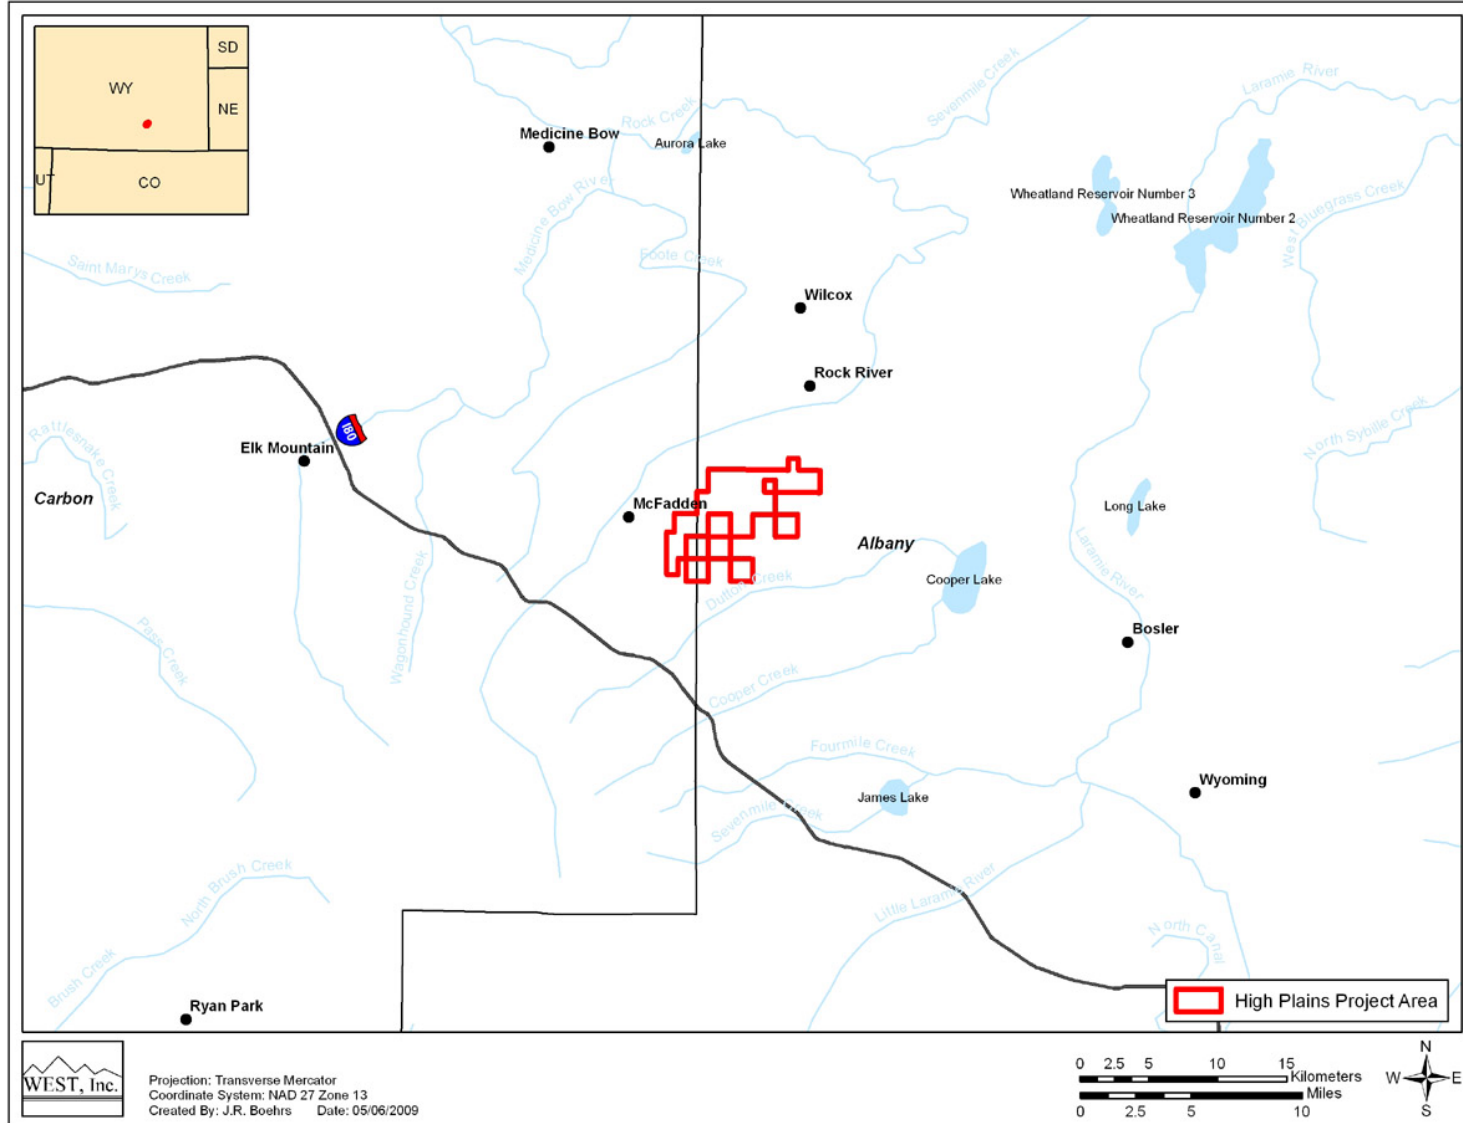 SD
WY
NE
UT
CO
Laramie River
Sevenmile Creek
Rock Creek
Medicine Bow
Aurora Lake
Wheatland Reservoir Number 3
Wheatland Reservoir Number 2
West Bluegrass Creek
Medicine Bow River
Foote Creek
Saint Marys Creek
Wilcox
Rock River
I80
Rattlesnake Creek
Elk Mountain
North Sybille Creek
Carbon
McFadden
Long Lake
Albany
Laramie River
Cooper Lake
Dutton Creek
Wagonhound Creek
Pass Creek
Bosler
Cooper Creek
Fourmile Creek
Wyoming
James Lake
Sevenmile Creek
North Brush Creek
Little Laramie River
North Canal
Brush Creek
Ryan Park
High Plains Project Area
WEST, Inc.
Projection: Transverse Mercator
Coordinate System: NAD 27 Zone 13
Created By: J.R. Boehrs Date: 05/06/2009
0 2.5 5 10 15
Kilometers
Miles
0 2.5 5 10
N
W E
S